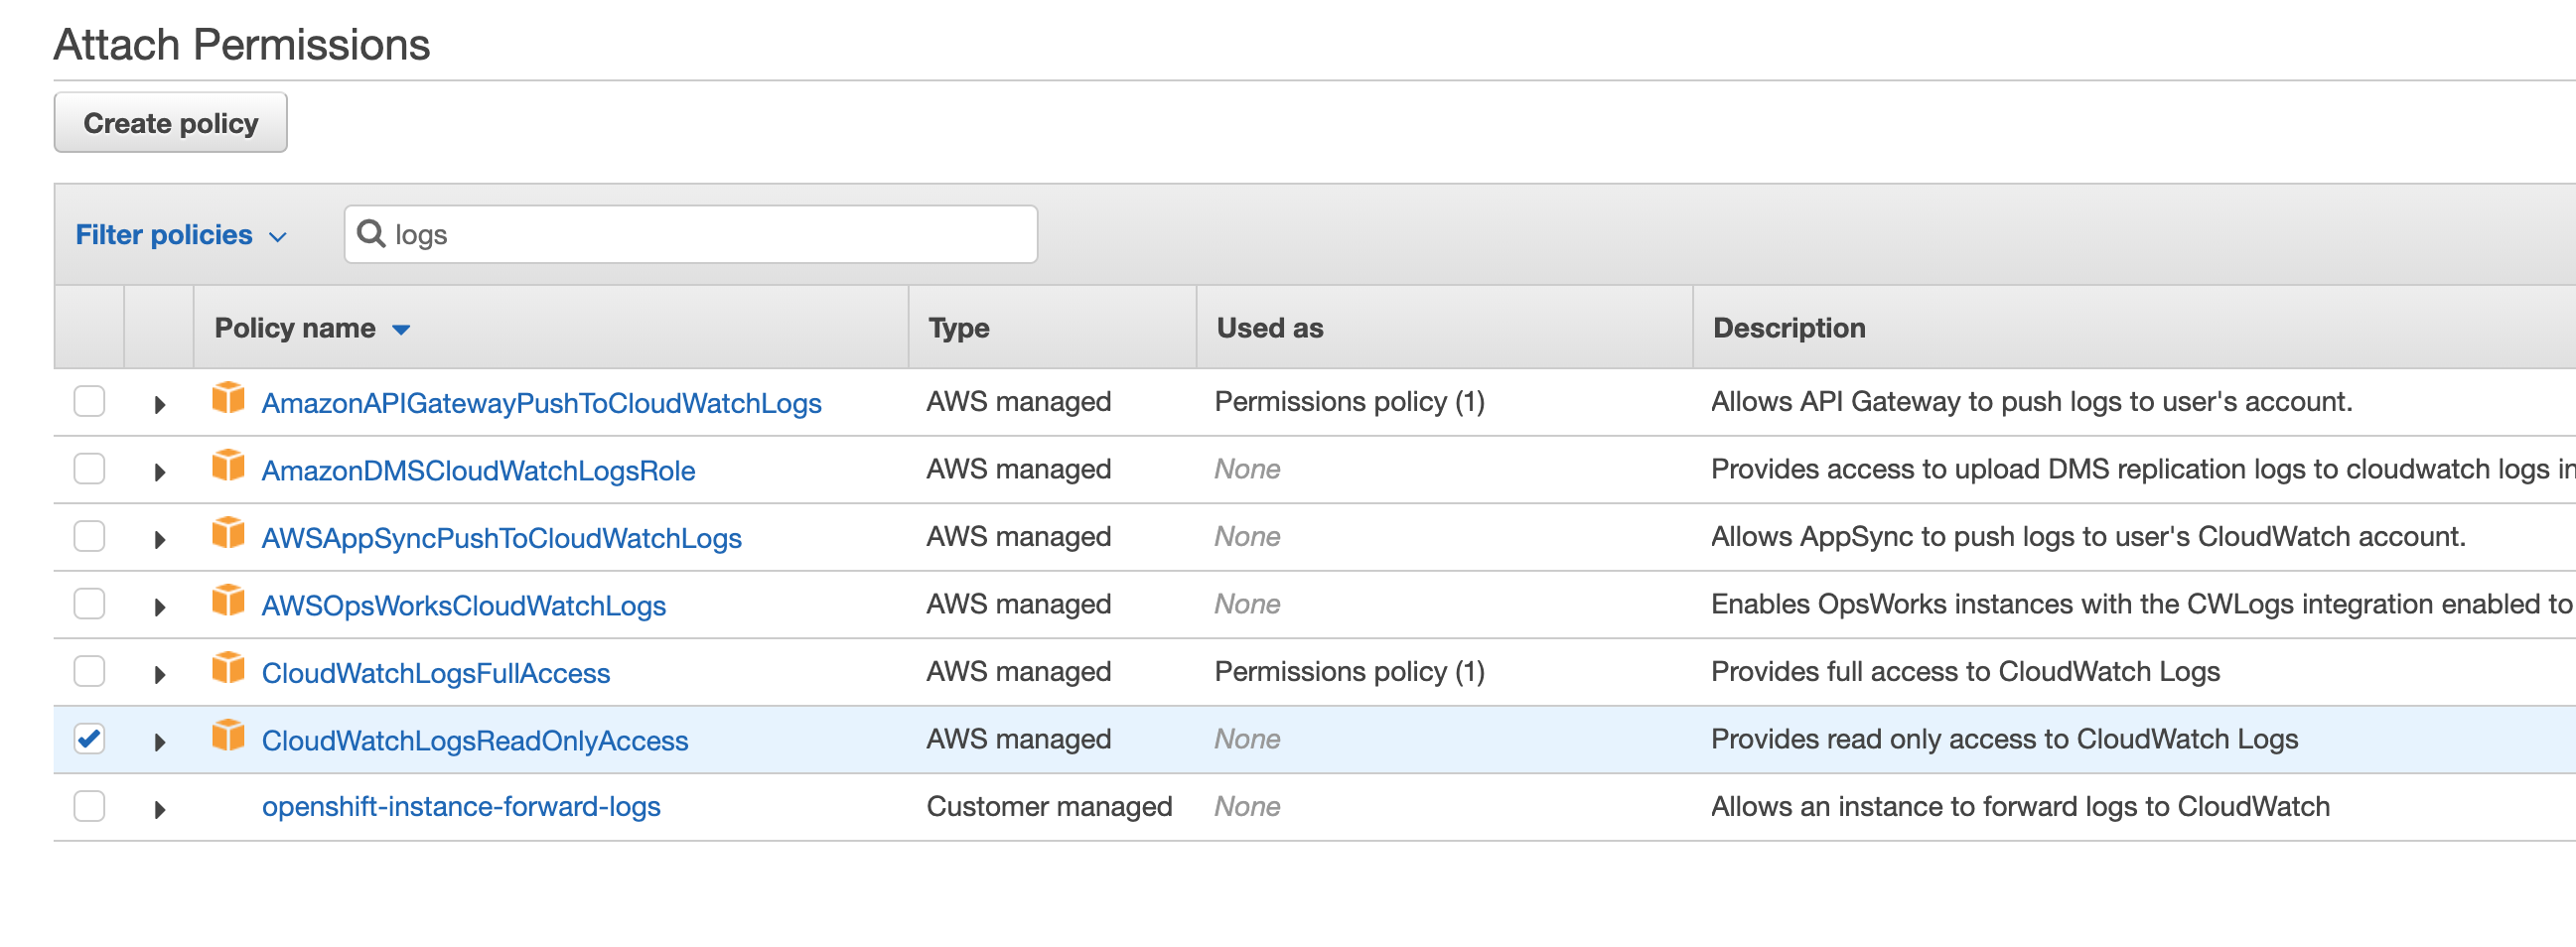 Attach Permissions
Create policy
Filter policies logs
Policy name Type Used as Description
AmazonAPIGatewayPushToCloudWatchLogs AWS managed Permissions policy (1) Allows API Gateway to push logs to user's account.
AmazonDMSCloudWatchLogsRole AWS managed None Provides access to upload DMS replication logs to cloudwatch logs in
AWSAppSyncPushToCloudWatchLogs AWS managed None Allows AppSync to push logs to user's CloudWatch account.
AWSOpsWorksCloudWatchLogs AWS managed None Enables OpsWorks instances with the CWLogs integration enabled to
CloudWatchLogsFullAccess AWS managed Permissions policy (1) Provides full access to CloudWatch Logs
CloudWatchLogsReadOnlyAccess AWS managed None Provides read only access to CloudWatch Logs
openshift-instance-forward-logs Customer managed None Allows an instance to forward logs to CloudWatch